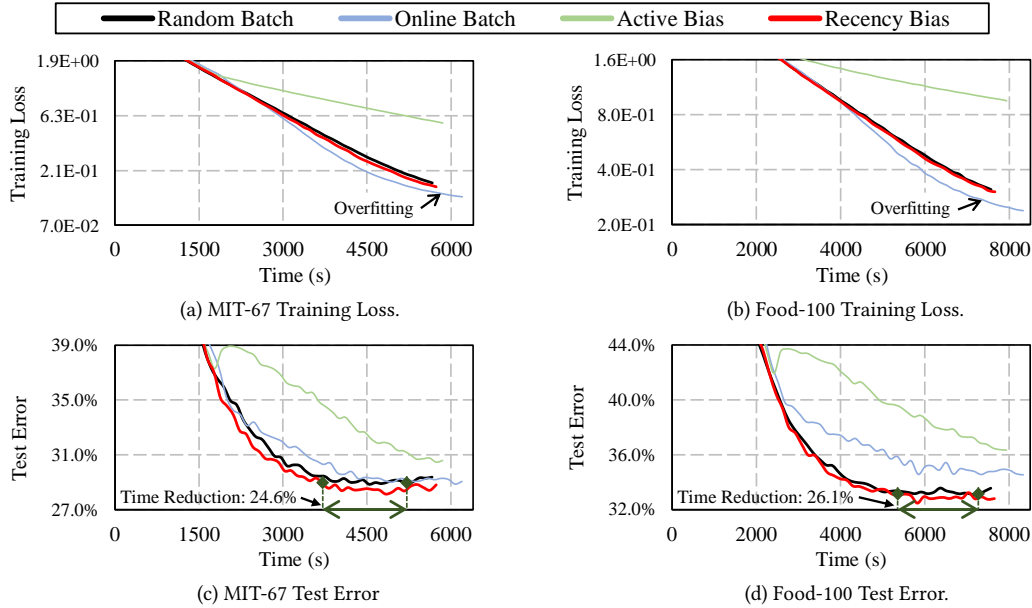 Random Batch Online Batch Active Bias Recency Bias
Training Loss
1.9E+00
6.3E-01
2.1E-01
7.0E-02
Overfitting
0 1500 3000 4500 6000
Time (s)
(a) MIT-67 Training Loss.
Training Loss
1.6E+00
8.0E-01
4.0E-01
2.0E-01
Overfitting
0 2000 4000 6000 8000
Time (s)
(b) Food-100 Training Loss.
Test Error
39.0%
35.0%
31.0%
27.0%
Time Reduction: 24.6%
0 1500 3000 4500 6000
Time (s)
(c) MIT-67 Test Error
Test Error
44.0%
40.0%
36.0%
32.0%
Time Reduction: 26.1%
0 2000 4000 6000 8000
Time (s)
(d) Food-100 Test Error.